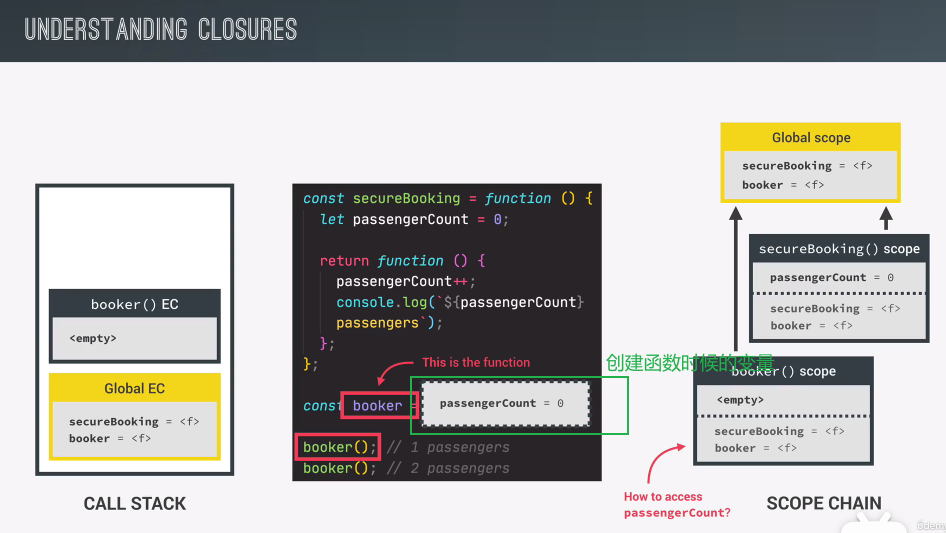 UNDERSTANDING CLOSURES
booker() EC
<empty>
Global EC
secureBooking = <f>
booker = <f>
CALL STACK
const secureBooking = function () {
let passengerCount = 0;
return function () {
passengerCount++;
console.log(`${passengerCount}
passengers`);
};
};
This is the function
const booker =
passengerCount = 0
创建函数时候的变量
booker(); // 1 passengers
booker(); // 2 passengers
Global scope
secureBooking = <f>
booker = <f>
secureBooking() scope
passengerCount = 0
secureBooking = <f>
booker = <f>
booker() scope
<empty>
secureBooking = <f>
booker = <f>
How to access
passengerCount?
SCOPE CHAIN